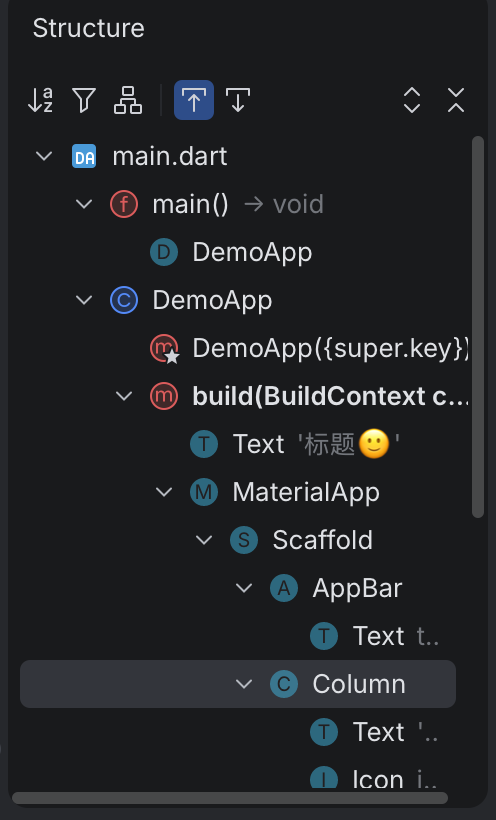 Structure
DA main.dart
f main() → void
D DemoApp
C DemoApp
m DemoApp({super.key})
m build(BuildContext c...
T Text '标题🙂'
M MaterialApp
S Scaffold
A AppBar
T Text t..
C Column
T Text '..
I Icon i..